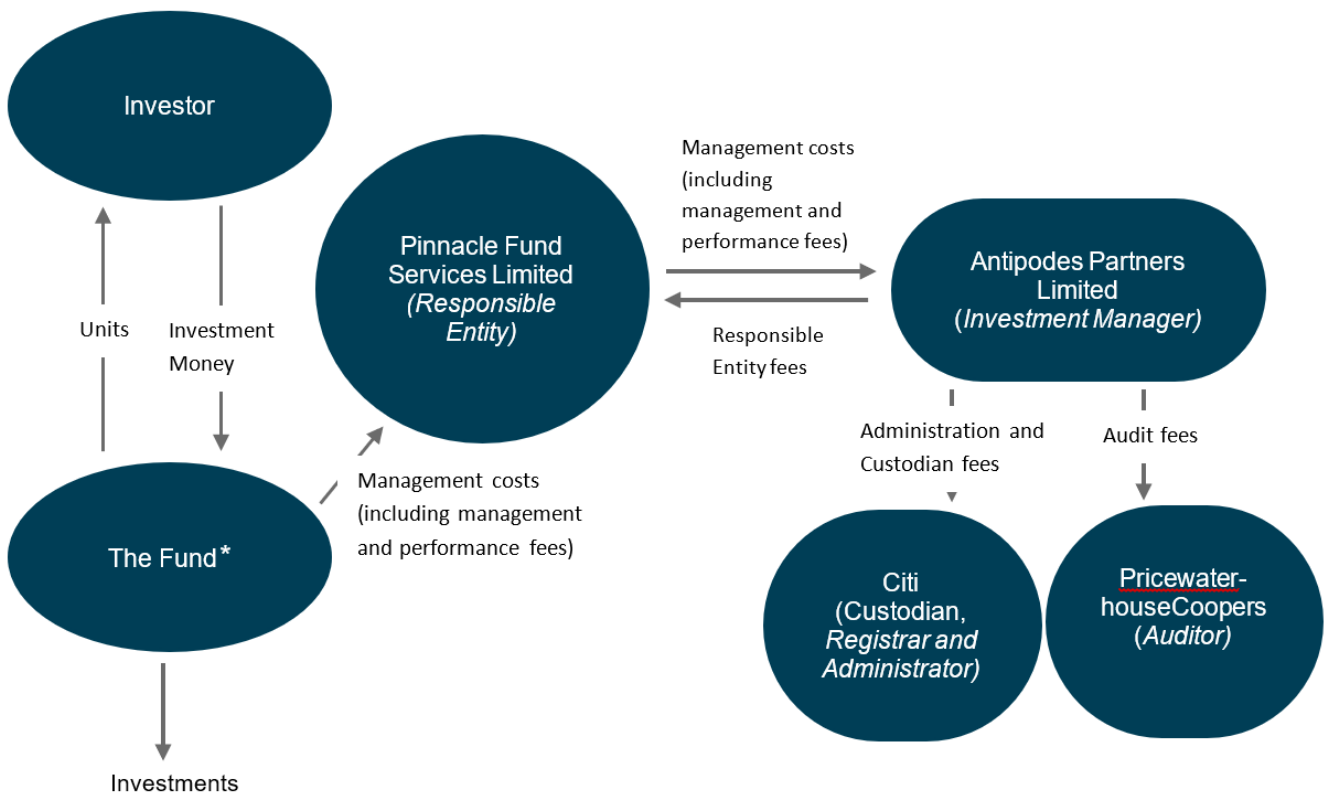 Investor
Units
Investment
Money
Pinnacle Fund
Services Limited
(Responsible
Entity)
Management costs
(including
management and
performance fees)
Responsible
Entity fees
Antipodes Partners
Limited
(Investment Manager)
The Fund*
Management costs
(including management
and performance fees)
Administration and
Custodian fees
Audit fees
Citi
(Custodian,
Registrar and
Administrator)
Pricewater-
houseCoopers
(Auditor)
Investments